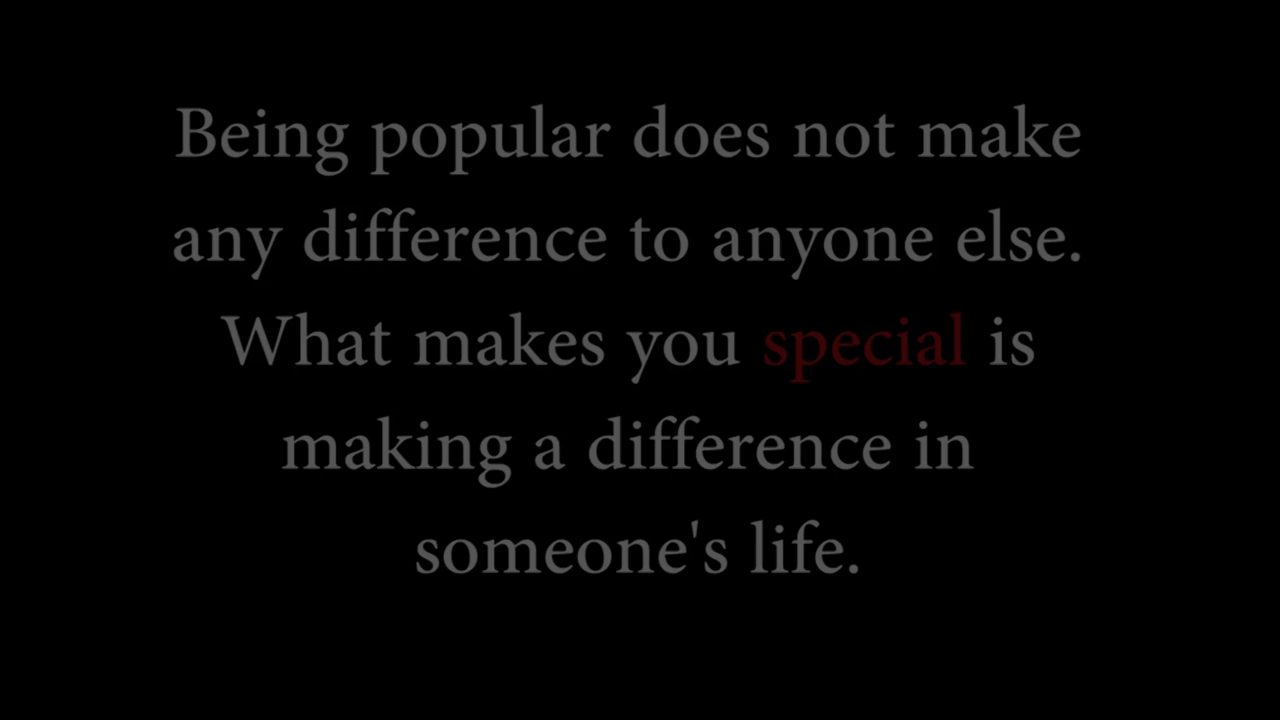 Being popular does not make
any difference to anyone else.
What makes you special is
making a difference in
someone's life.